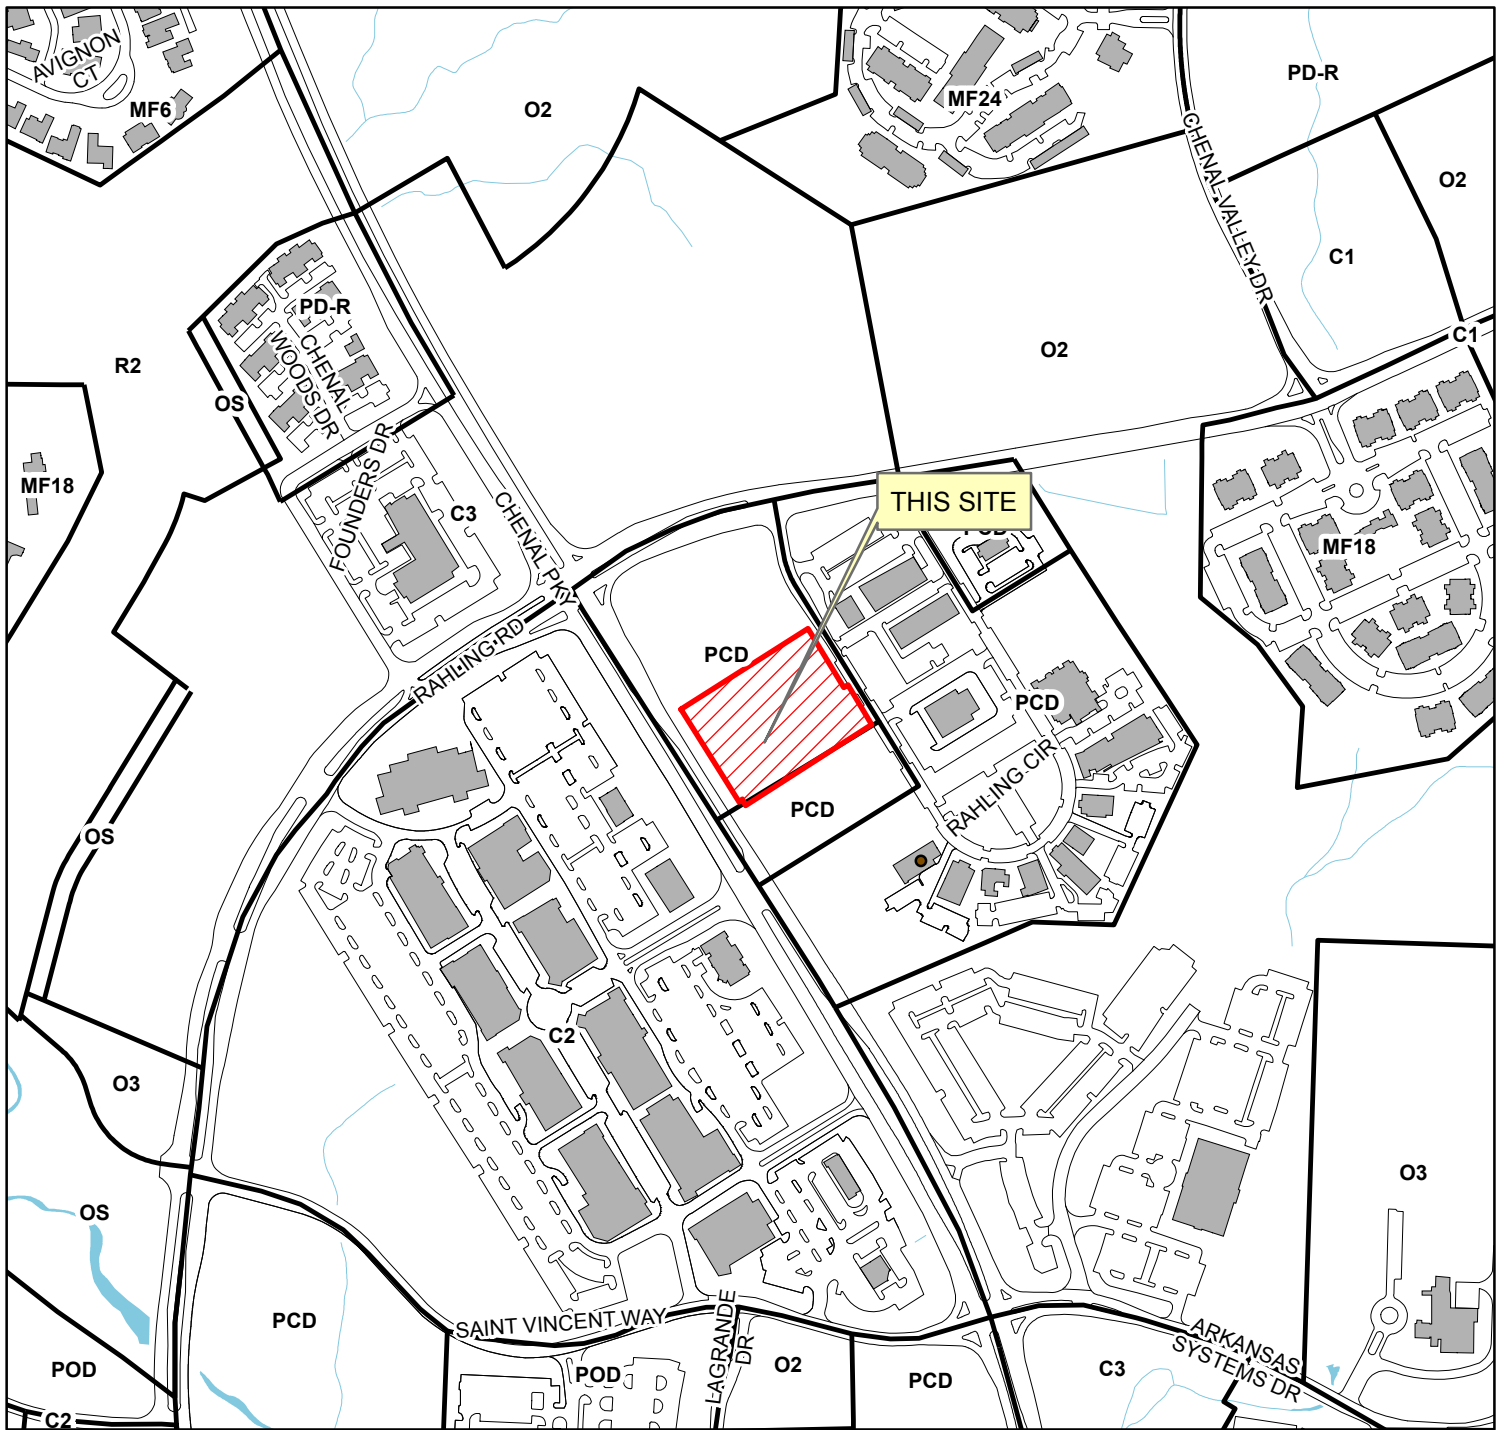 AVIGNON
CT
MF6
O2
MF24
PD-R
CHENAL VALLEY DR
O2
C1
C1
PD-R
CHENAL
WOODS DR
R2
OS
O2
MF18
FOUNDERS DR
C3
CHENAL PKY
THIS SITE
PCD
MF18
RAHLING RD
PCD
PCD
PCD
RAHLING CIR
OS
C2
O3
O3
OS
PCD
SAINT VINCENT WAY
LAGRANDE
DR
O2
POD
POD
PCD
C3
ARKANSAS
SYSTEMS DR
C2